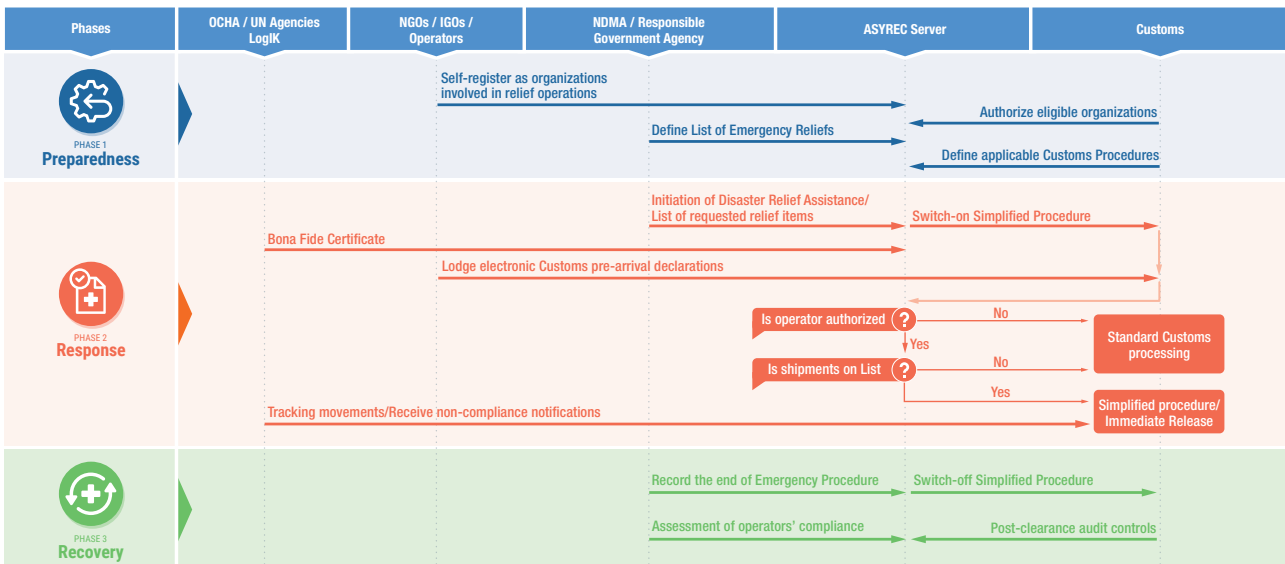 Phases
OCHA / UN Agencies
LogIK
NGOs / IGOs /
Operators
NDMA / Responsible
Government Agency
ASYREC Server
Customs
PHASE 1
Preparedness
Self-register as organizations
involved in relief operations
Authorize eligible organizations
Define List of Emergency Reliefs
Define applicable Customs Procedures
PHASE 2
Response
Initiation of Disaster Relief Assistance/
List of requested relief items
Switch-on Simplified Procedure
Bona Fide Certificate
Lodge electronic Customs pre-arrival declarations
Is operator authorized
?
No
Yes
Standard Customs
processing
Is shipments on List
?
No
Yes
Simplified procedure/
Immediate Release
Tracking movements/Receive non-compliance notifications
PHASE 3
Recovery
Record the end of Emergency Procedure
Switch-off Simplified Procedure
Assessment of operators' compliance
Post-clearance audit controls